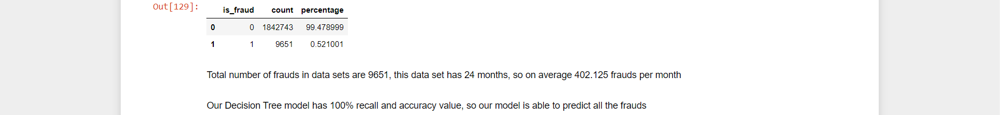 Out[129]:
is_fraud count percentage
0 0 1842743 99.478999
1 1 9651 0.521001
Total number of frauds in data sets are 9651, this data set has 24 months, so on average 402.125 frauds per month
Our Decision Tree model has 100% recall and accuracy value, so our model is able to predict all the frauds